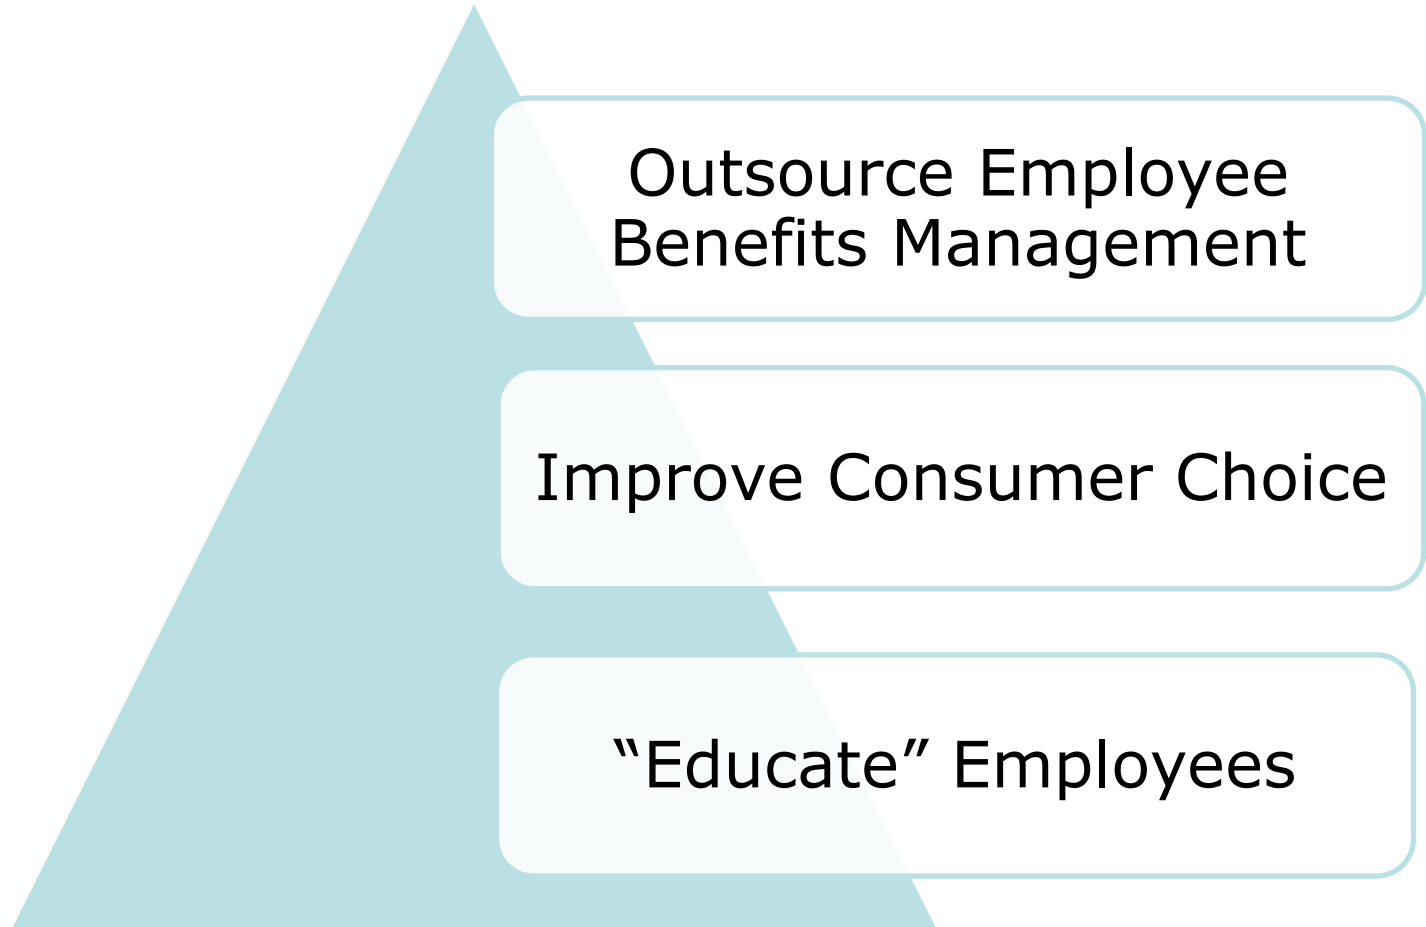 Outsource Employee
Benefits Management
Improve Consumer Choice
“Educate” Employees